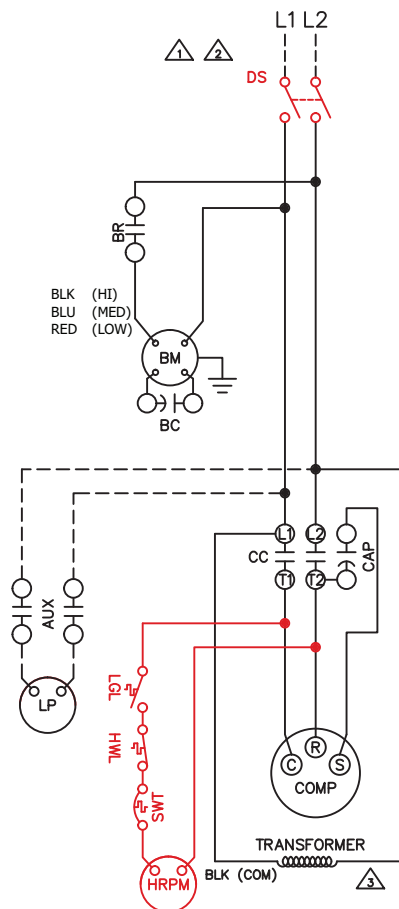 L1 L2
1 2
DS
BR
BLK (HI)
BLU (MED)
RED (LOW)
BM
BC
L1 L2
CC
CAP
T1 T2
AUX
LP
LGL
HWL
SWT
R
C S
COMP
TRANSFORMER
BLK (COM)
3
HRPM